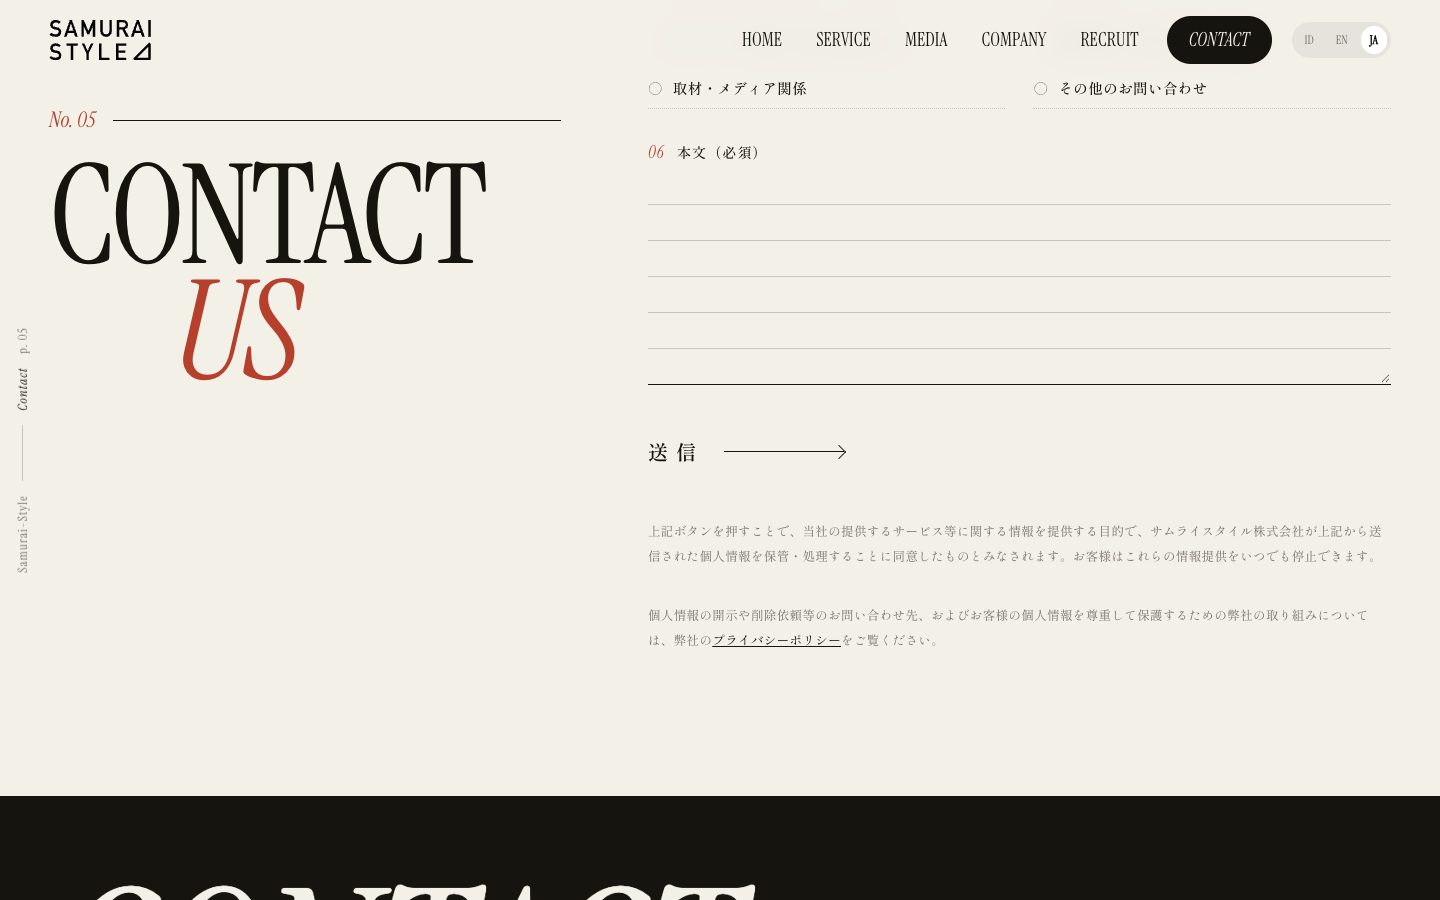 SAMURAI
STYLE
HOME SERVICE MEDIA COMPANY RECRUIT CONTACT ID EN JA
No. 05
CONTACT
US
Samurai-Style Contact p. 05
取材・メディア関係 その他のお問い合わせ
06 本文（必須）
送信
上記ボタンを押すことで、当社の提供するサービス等に関する情報を提供する目的で、サムライスタイル株式会社が上記から送
信された個人情報を保管・処理することに同意したものとみなされます。お客様はこれらの情報提供をいつでも停止できます。
個人情報の開示や削除依頼等のお問い合わせ先、およびお客様の個人情報を尊重して保護するための弊社の取り組みについて
は、弊社のプライバシーポリシーをご覧ください。
CONTACT